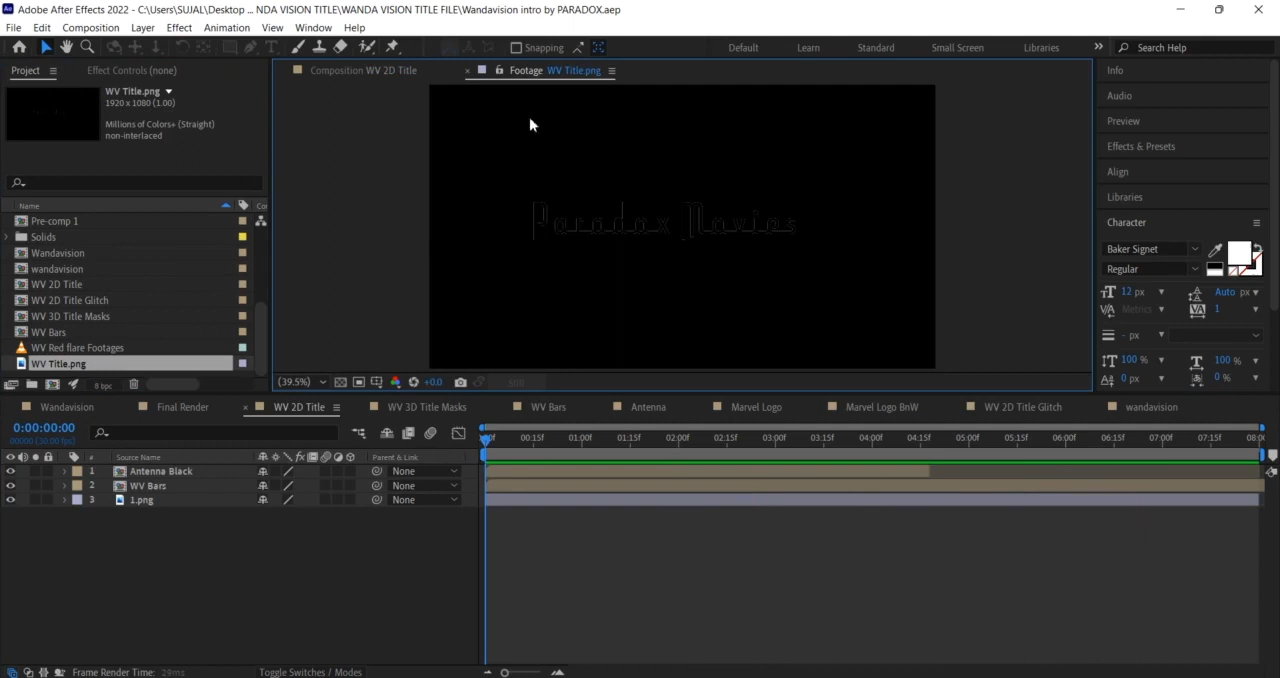 Adobe After Effects 2022 - C:\Users\SUJAL\Desktop ... NDA VISION TITLE\WANDA VISION TITLE FILE\Wandavision intro by PARADOX.aep
File Edit Composition Layer Effect Animation View Window Help
Snapping Default Learn Standard Small Screen Libraries Search Help
Project Effect Controls (none) Composition WV 2D Title Footage WV Title.png Info
WV Title.png
1920 x 1080 (1.00)
Millions of Colors+ (Straight)
non-interlaced
Audio
Preview
Effects & Presets
Align
Libraries
Character
Paradox Movies
Name Co
Pre-comp 1
Solids
Wandavision
wandavision
WV 2D Title
WV 2D Title Glitch
WV 3D Title Masks
WV Bars
WV Red flare Footages
WV Title.png
8 bpc
Baker Signet
Regular
12 px Auto px
Metrics 1
- px
100 % 100 %
0 px 0 %
(39.5%) +0.0
Wandavision Final Render WV 2D Title WV 3D Title Masks WV Bars Antenna Marvel Logo Marvel Logo BnW WV 2D Title Glitch wandavision
0:00:00:00
00000 (30.00 fps)
00:15f 01:00f 01:15f 02:00f 02:15f 03:00f 03:15f 04:00f 04:15f 05:00f 05:15f 06:00f 06:15f 07:00f 07:15f
# Source Name Parent & Link
1 Antenna Black None
2 WV Bars None
3 1.png None
Frame Render Time: 29ms Toggle Switches / Modes